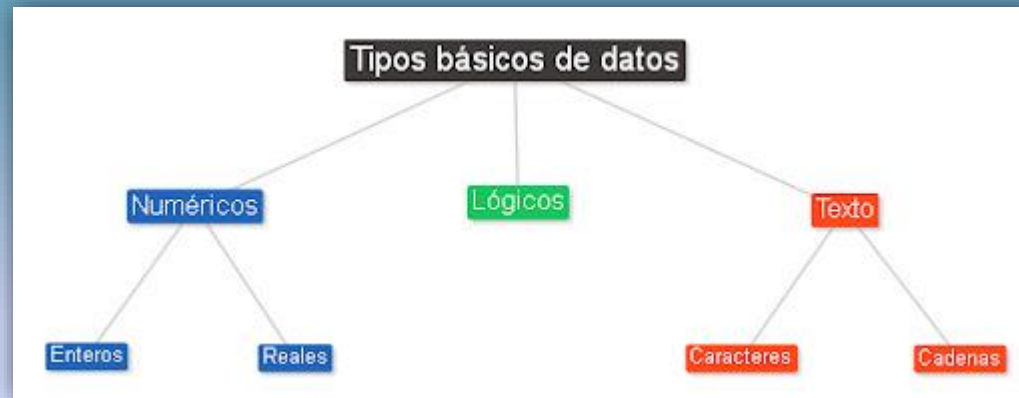 Tipos básicos de datos
Numéricos
Lógicos
Texto
Enteros
Reales
Caracteres
Cadenas